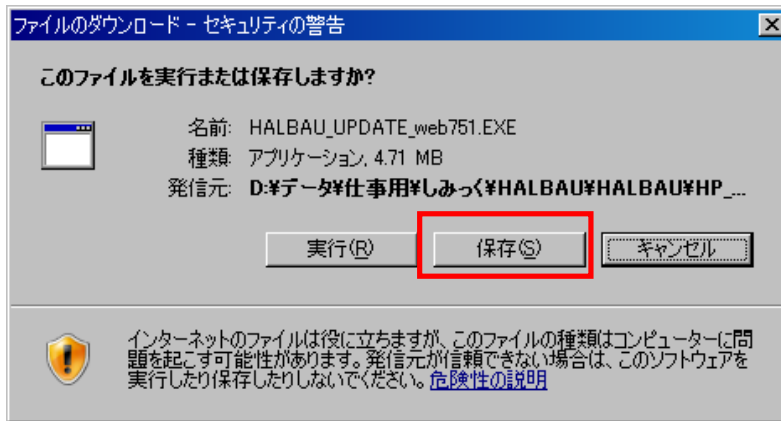 ファイルのダウンロード - セキュリティの警告
このファイルを実行または保存しますか?
名前: HALBAU_UPDATE_web751.EXE
種類: アプリケーション, 4.71 MB
発信元: D:¥データ¥仕事用¥しみっく¥HALBAU¥HALBAU¥HP_...
実行(R) 保存(S) キャンセル
インターネットのファイルは役に立ちますが、このファイルの種類はコンピューターに問
題を起こす可能性があります。発信元が信頼できない場合は、このソフトウェアを
実行したり保存したりしないでください。危険性の説明